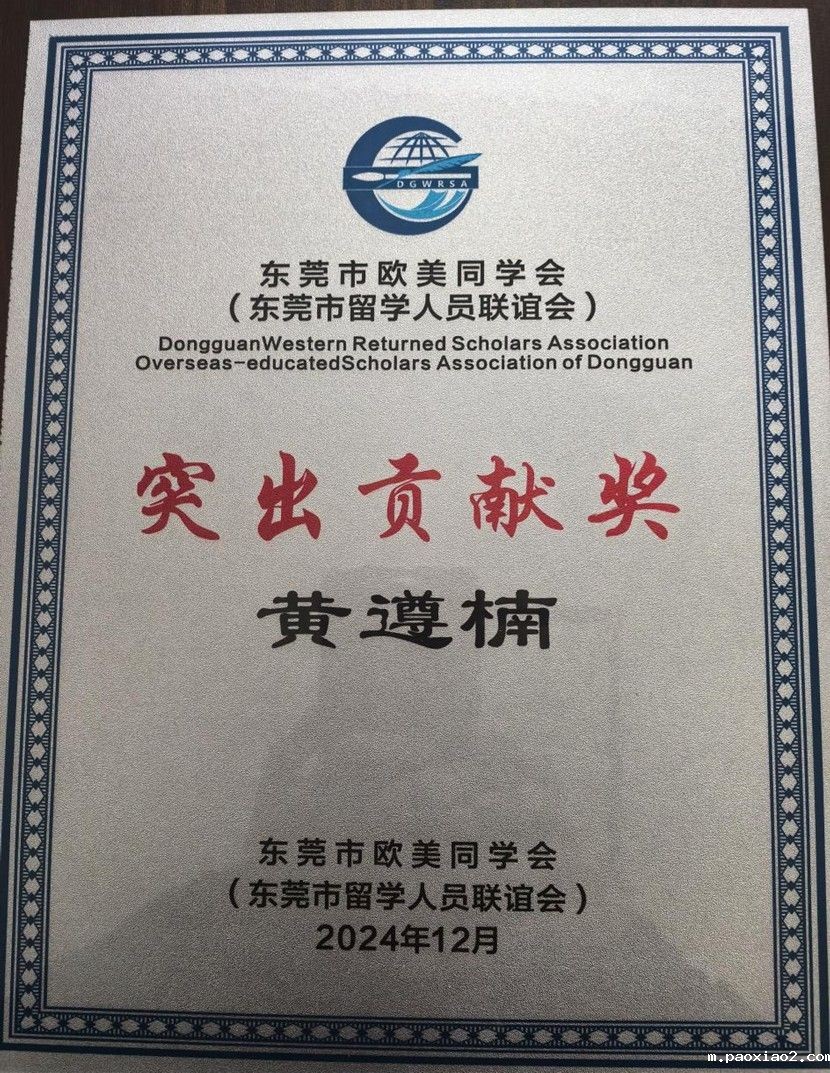 DGWRSA
东莞市欧美同学会
（东莞市留学人员联谊会）
DongguanWestern Returned Scholars Association
Overseas-educatedScholars Association of Dongguan
突出贡献奖
黄遵楠
东莞市欧美同学会
（东莞市留学人员联谊会）
2024年12月
m.paoxiao2.com